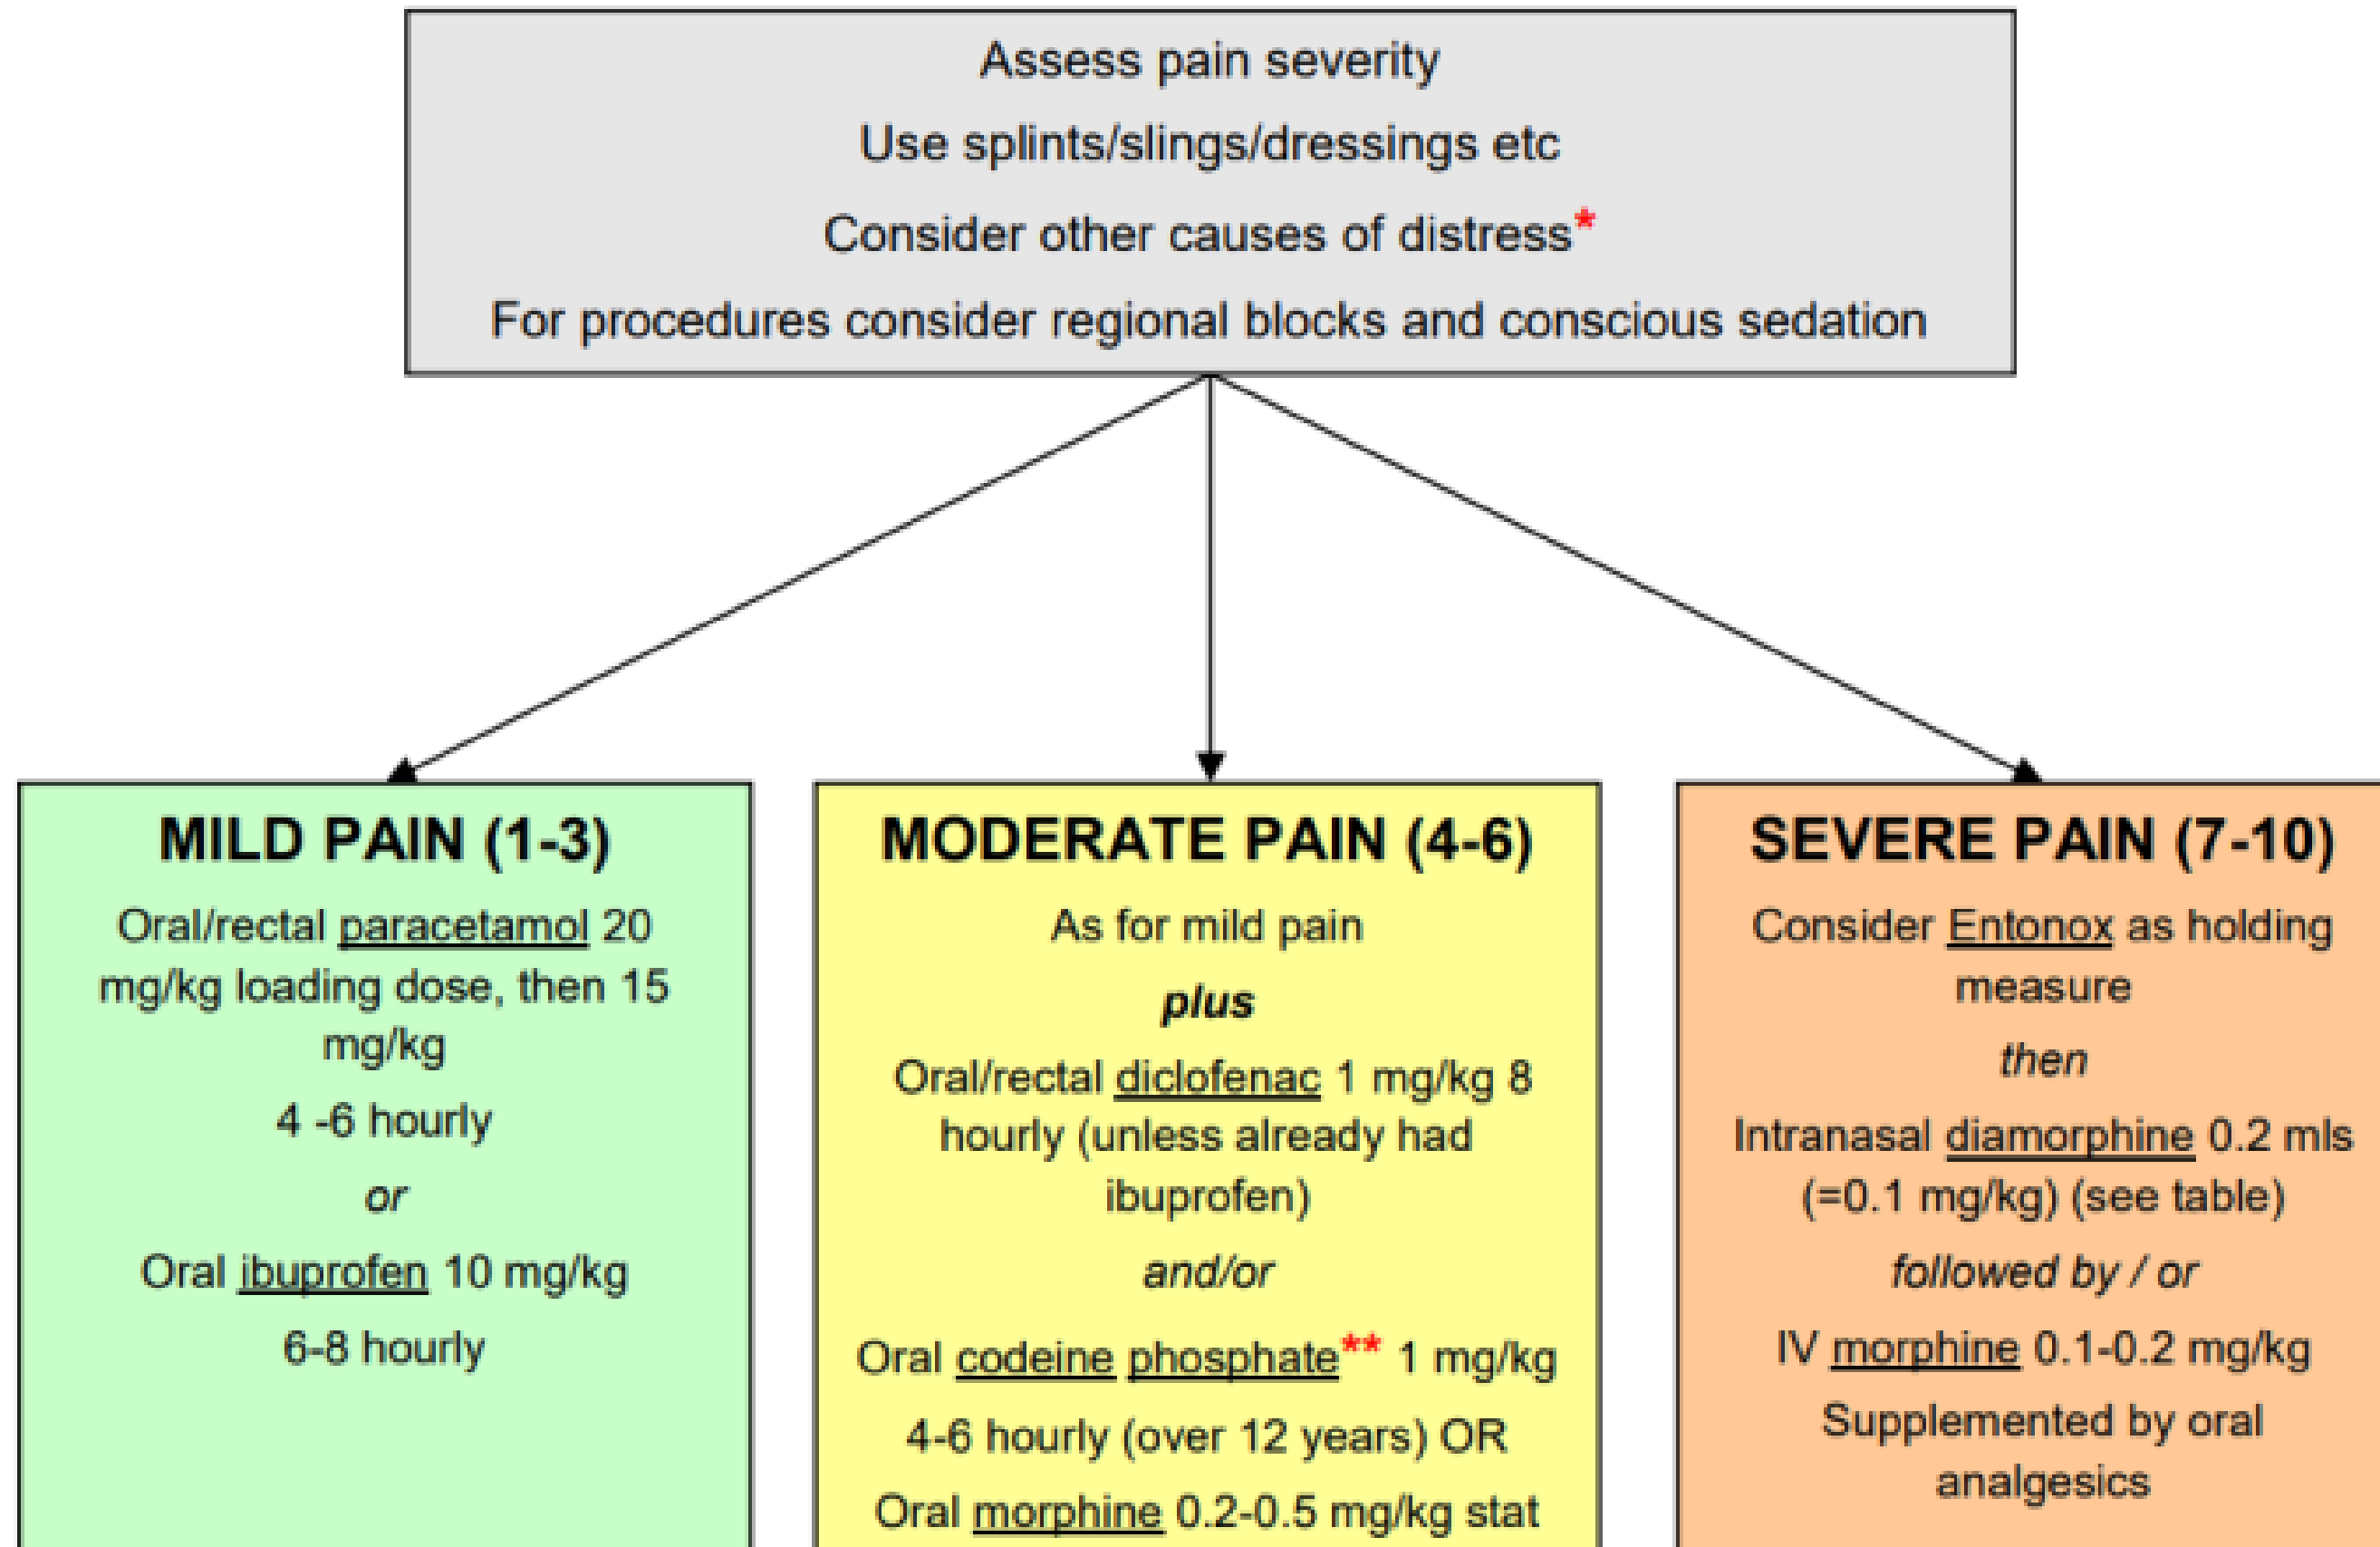 Assess pain severity
Use splints/slings/dressings etc
Consider other causes of distress*
For procedures consider regional blocks and conscious sedation
MILD PAIN (1-3)
Oral/rectal paracetamol 20
mg/kg loading dose, then 15
mg/kg
4 -6 hourly
or
Oral ibuprofen 10 mg/kg
6-8 hourly
MODERATE PAIN (4-6)
As for mild pain
plus
Oral/rectal diclofenac 1 mg/kg 8
hourly (unless already had
ibuprofen)
and/or
Oral codeine phosphate** 1 mg/kg
4-6 hourly (over 12 years) OR
Oral morphine 0.2-0.5 mg/kg stat
SEVERE PAIN (7-10)
Consider Entonox as holding
measure
then
Intranasal diamorphine 0.2 mls
(=0.1 mg/kg) (see table)
followed by / or
IV morphine 0.1-0.2 mg/kg
Supplemented by oral
analgesics